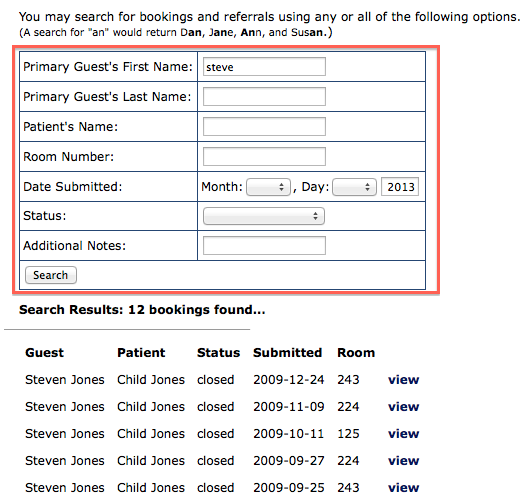 You may search for bookings and referrals using any or all of the following options.
(A search for "an" would return Dan, Jane, Ann, and Susan.)
Primary Guest's First Name: steve
Primary Guest's Last Name:
Patient's Name:
Room Number:
Date Submitted: Month: , Day: 2013
Status:
Additional Notes:
Search
Search Results: 12 bookings found...
Guest Patient Status Submitted Room
Steven Jones Child Jones closed 2009-12-24 243 view
Steven Jones Child Jones closed 2009-11-09 224 view
Steven Jones Child Jones closed 2009-10-11 125 view
Steven Jones Child Jones closed 2009-09-27 224 view
Steven Jones Child Jones closed 2009-09-25 243 view